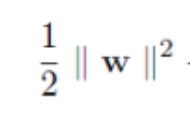 1/2 ‖ w ‖²